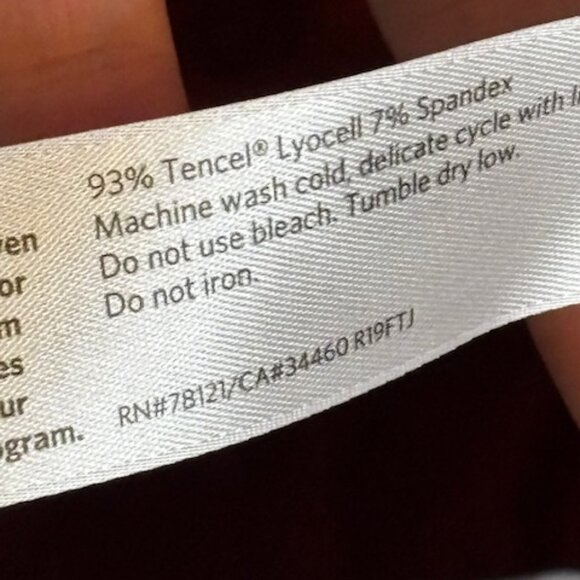 93% Tencel® Lyocell 7% Spandex
Machine wash cold, delicate cycle with
Do not use bleach. Tumble dry low.
Do not iron.
RN#78121/CA#34460 R19FTJ